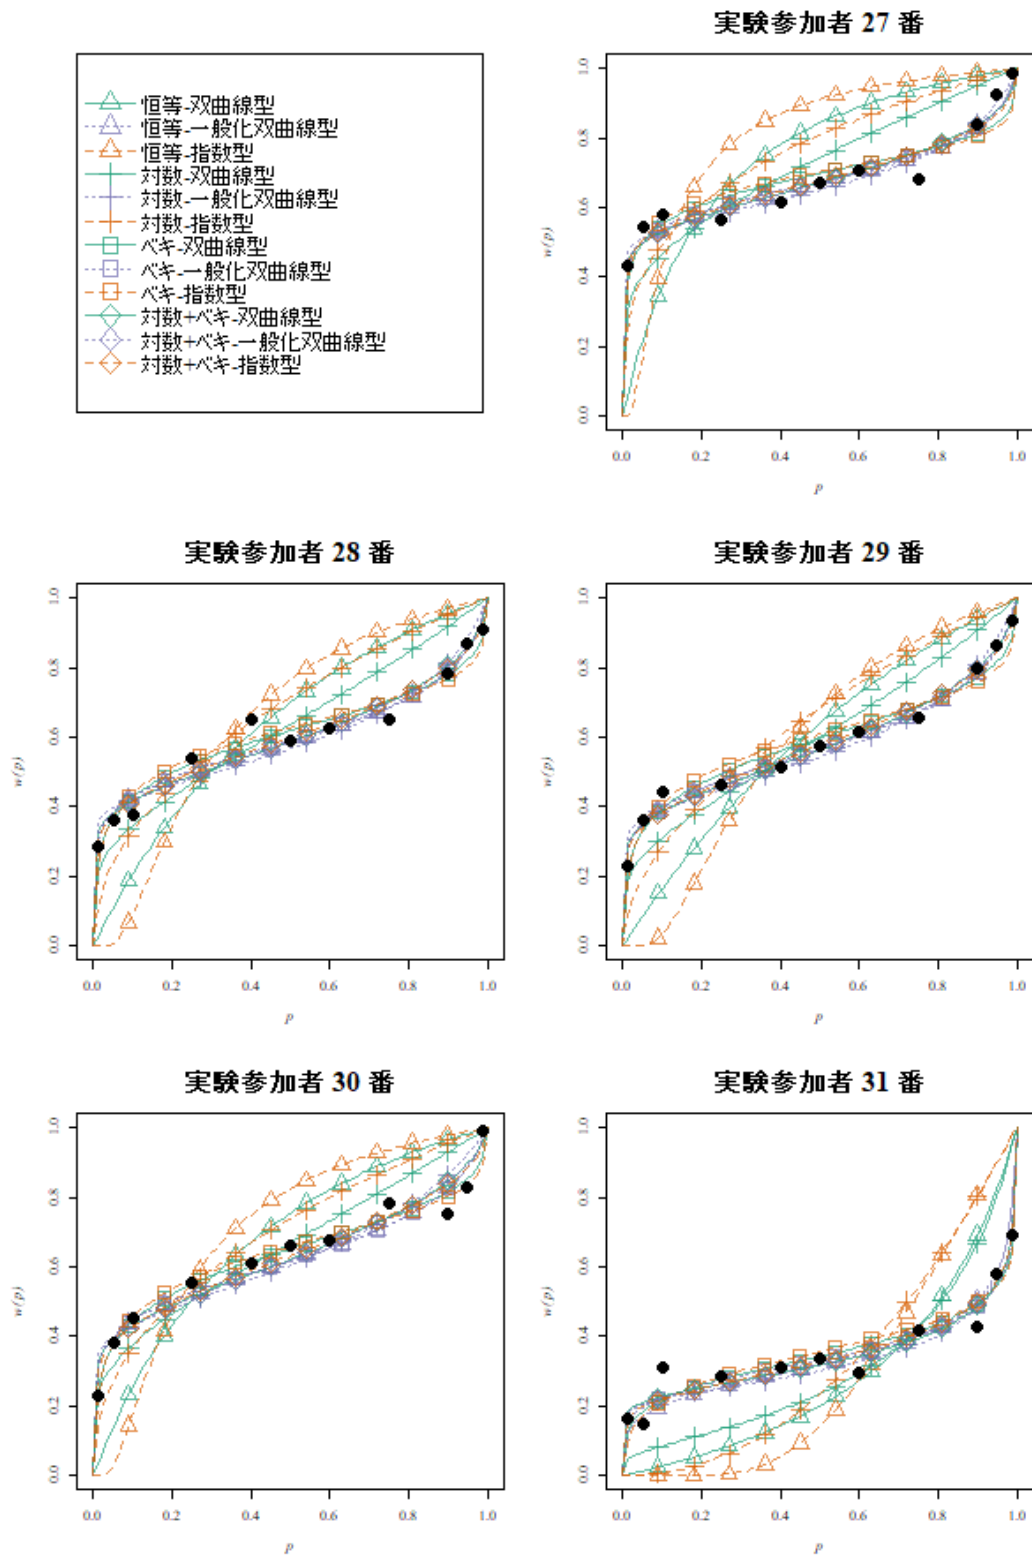 実験参加者 27 番
恒等-双曲線型
恒等-一般化双曲線型
恒等-指数型
対数-双曲線型
対数-一般化双曲線型
対数-指数型
ベキ-双曲線型
ベキ-一般化双曲線型
ベキ-指数型
対数+ベキ-双曲線型
対数+ベキ-一般化双曲線型
対数+ベキ-指数型
1.0
0.8
0.6
0.4
0.2
0.0
w(p)
0.0 0.2 0.4 0.6 0.8 1.0
p
実験参加者 28 番
1.0
0.8
0.6
0.4
0.2
0.0
w(p)
0.0 0.2 0.4 0.6 0.8 1.0
p
実験参加者 29 番
1.0
0.8
0.6
0.4
0.2
0.0
w(p)
0.0 0.2 0.4 0.6 0.8 1.0
p
実験参加者 30 番
1.0
0.8
0.6
0.4
0.2
0.0
w(p)
0.0 0.2 0.4 0.6 0.8 1.0
p
実験参加者 31 番
1.0
0.8
0.6
0.4
0.2
0.0
w(p)
0.0 0.2 0.4 0.6 0.8 1.0
p